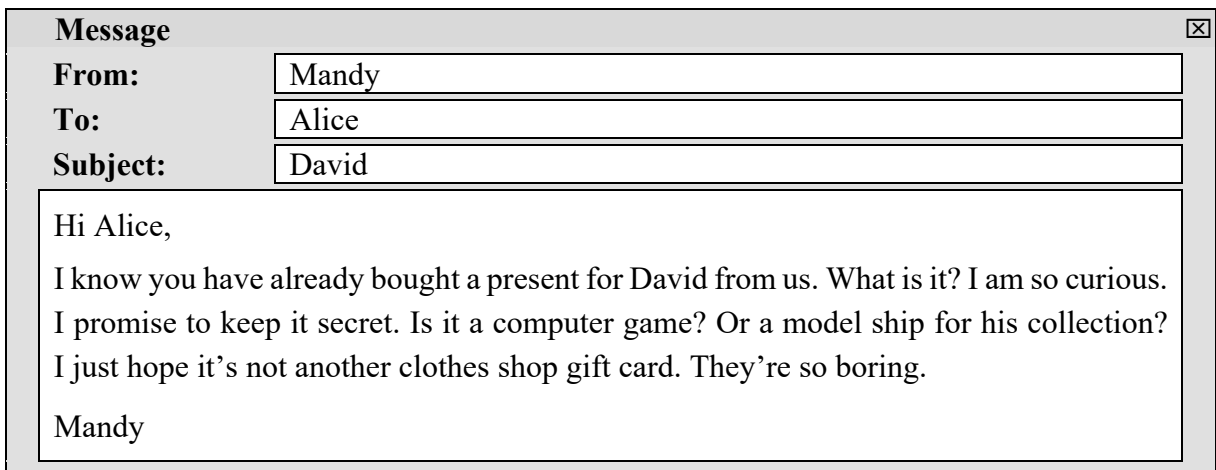 Message
From: Mandy
To: Alice
Subject: David
Hi Alice,
I know you have already bought a present for David from us. What is it? I am so curious.
I promise to keep it secret. Is it a computer game? Or a model ship for his collection?
I just hope it’s not another clothes shop gift card. They’re so boring.
Mandy